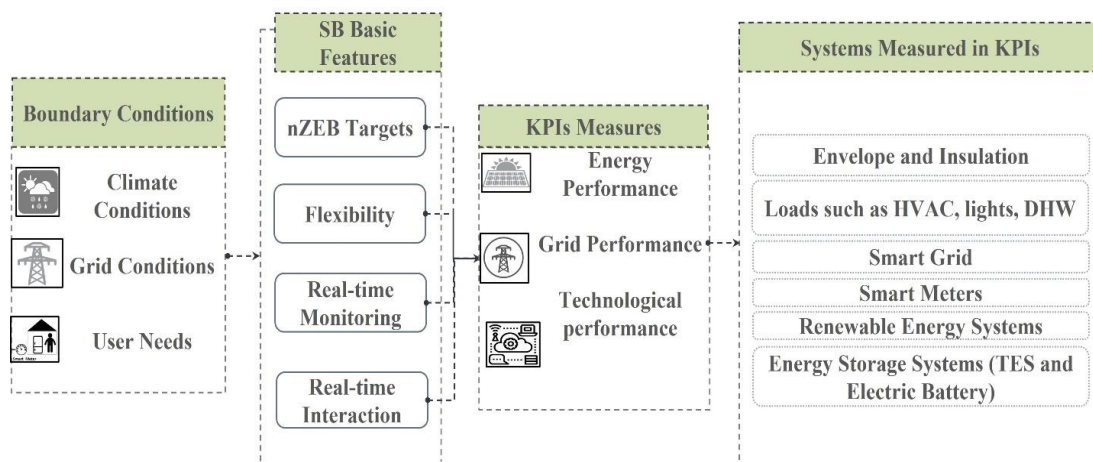 Boundary Conditions
Climate
Conditions
Grid Conditions
Smart Meter
User Needs
SB Basic
Features
nZEB Targets
Flexibility
Real-time
Monitoring
Real-time
Interaction
KPIs Measures
Energy
Performance
Grid Performance
Technological
performance
Systems Measured in KPIs
Envelope and Insulation
Loads such as HVAC, lights, DHW
Smart Grid
Smart Meters
Renewable Energy Systems
Energy Storage Systems (TES and
Electric Battery)